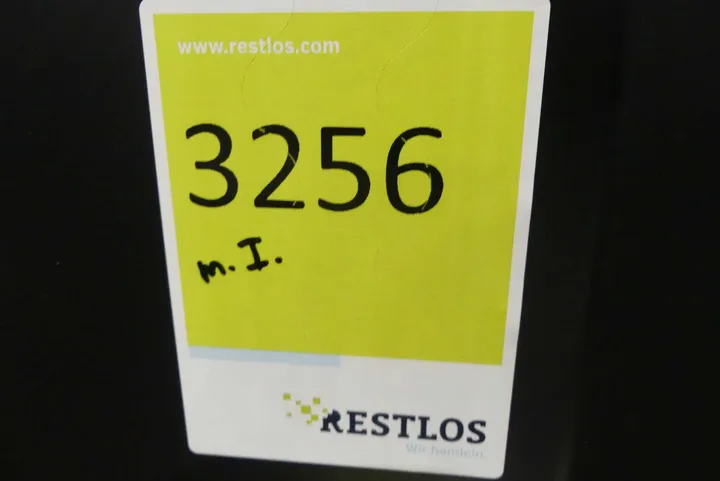 www.restlos.com
3256
m. I.
RESTLOS
Wir handeln.